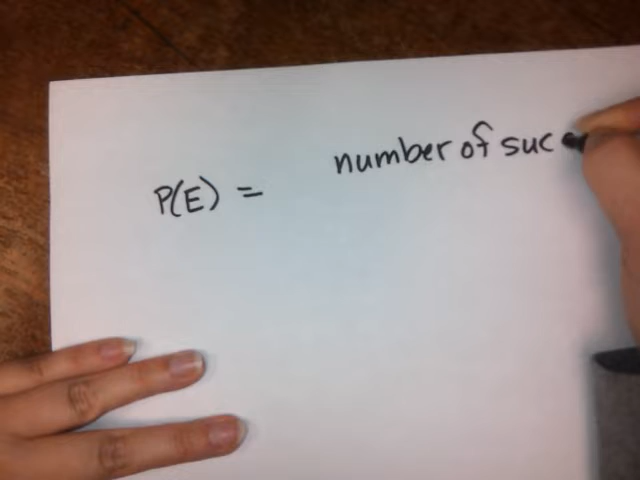 number of suc
P(E) =